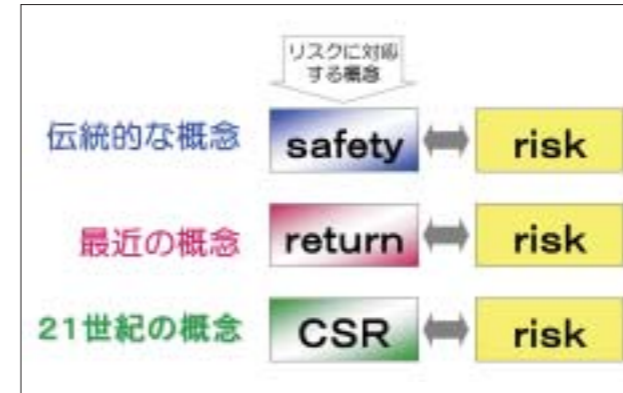 リスクに対応
する概念
伝統的な概念 safety risk
最近の概念 return risk
21世紀の概念 CSR risk